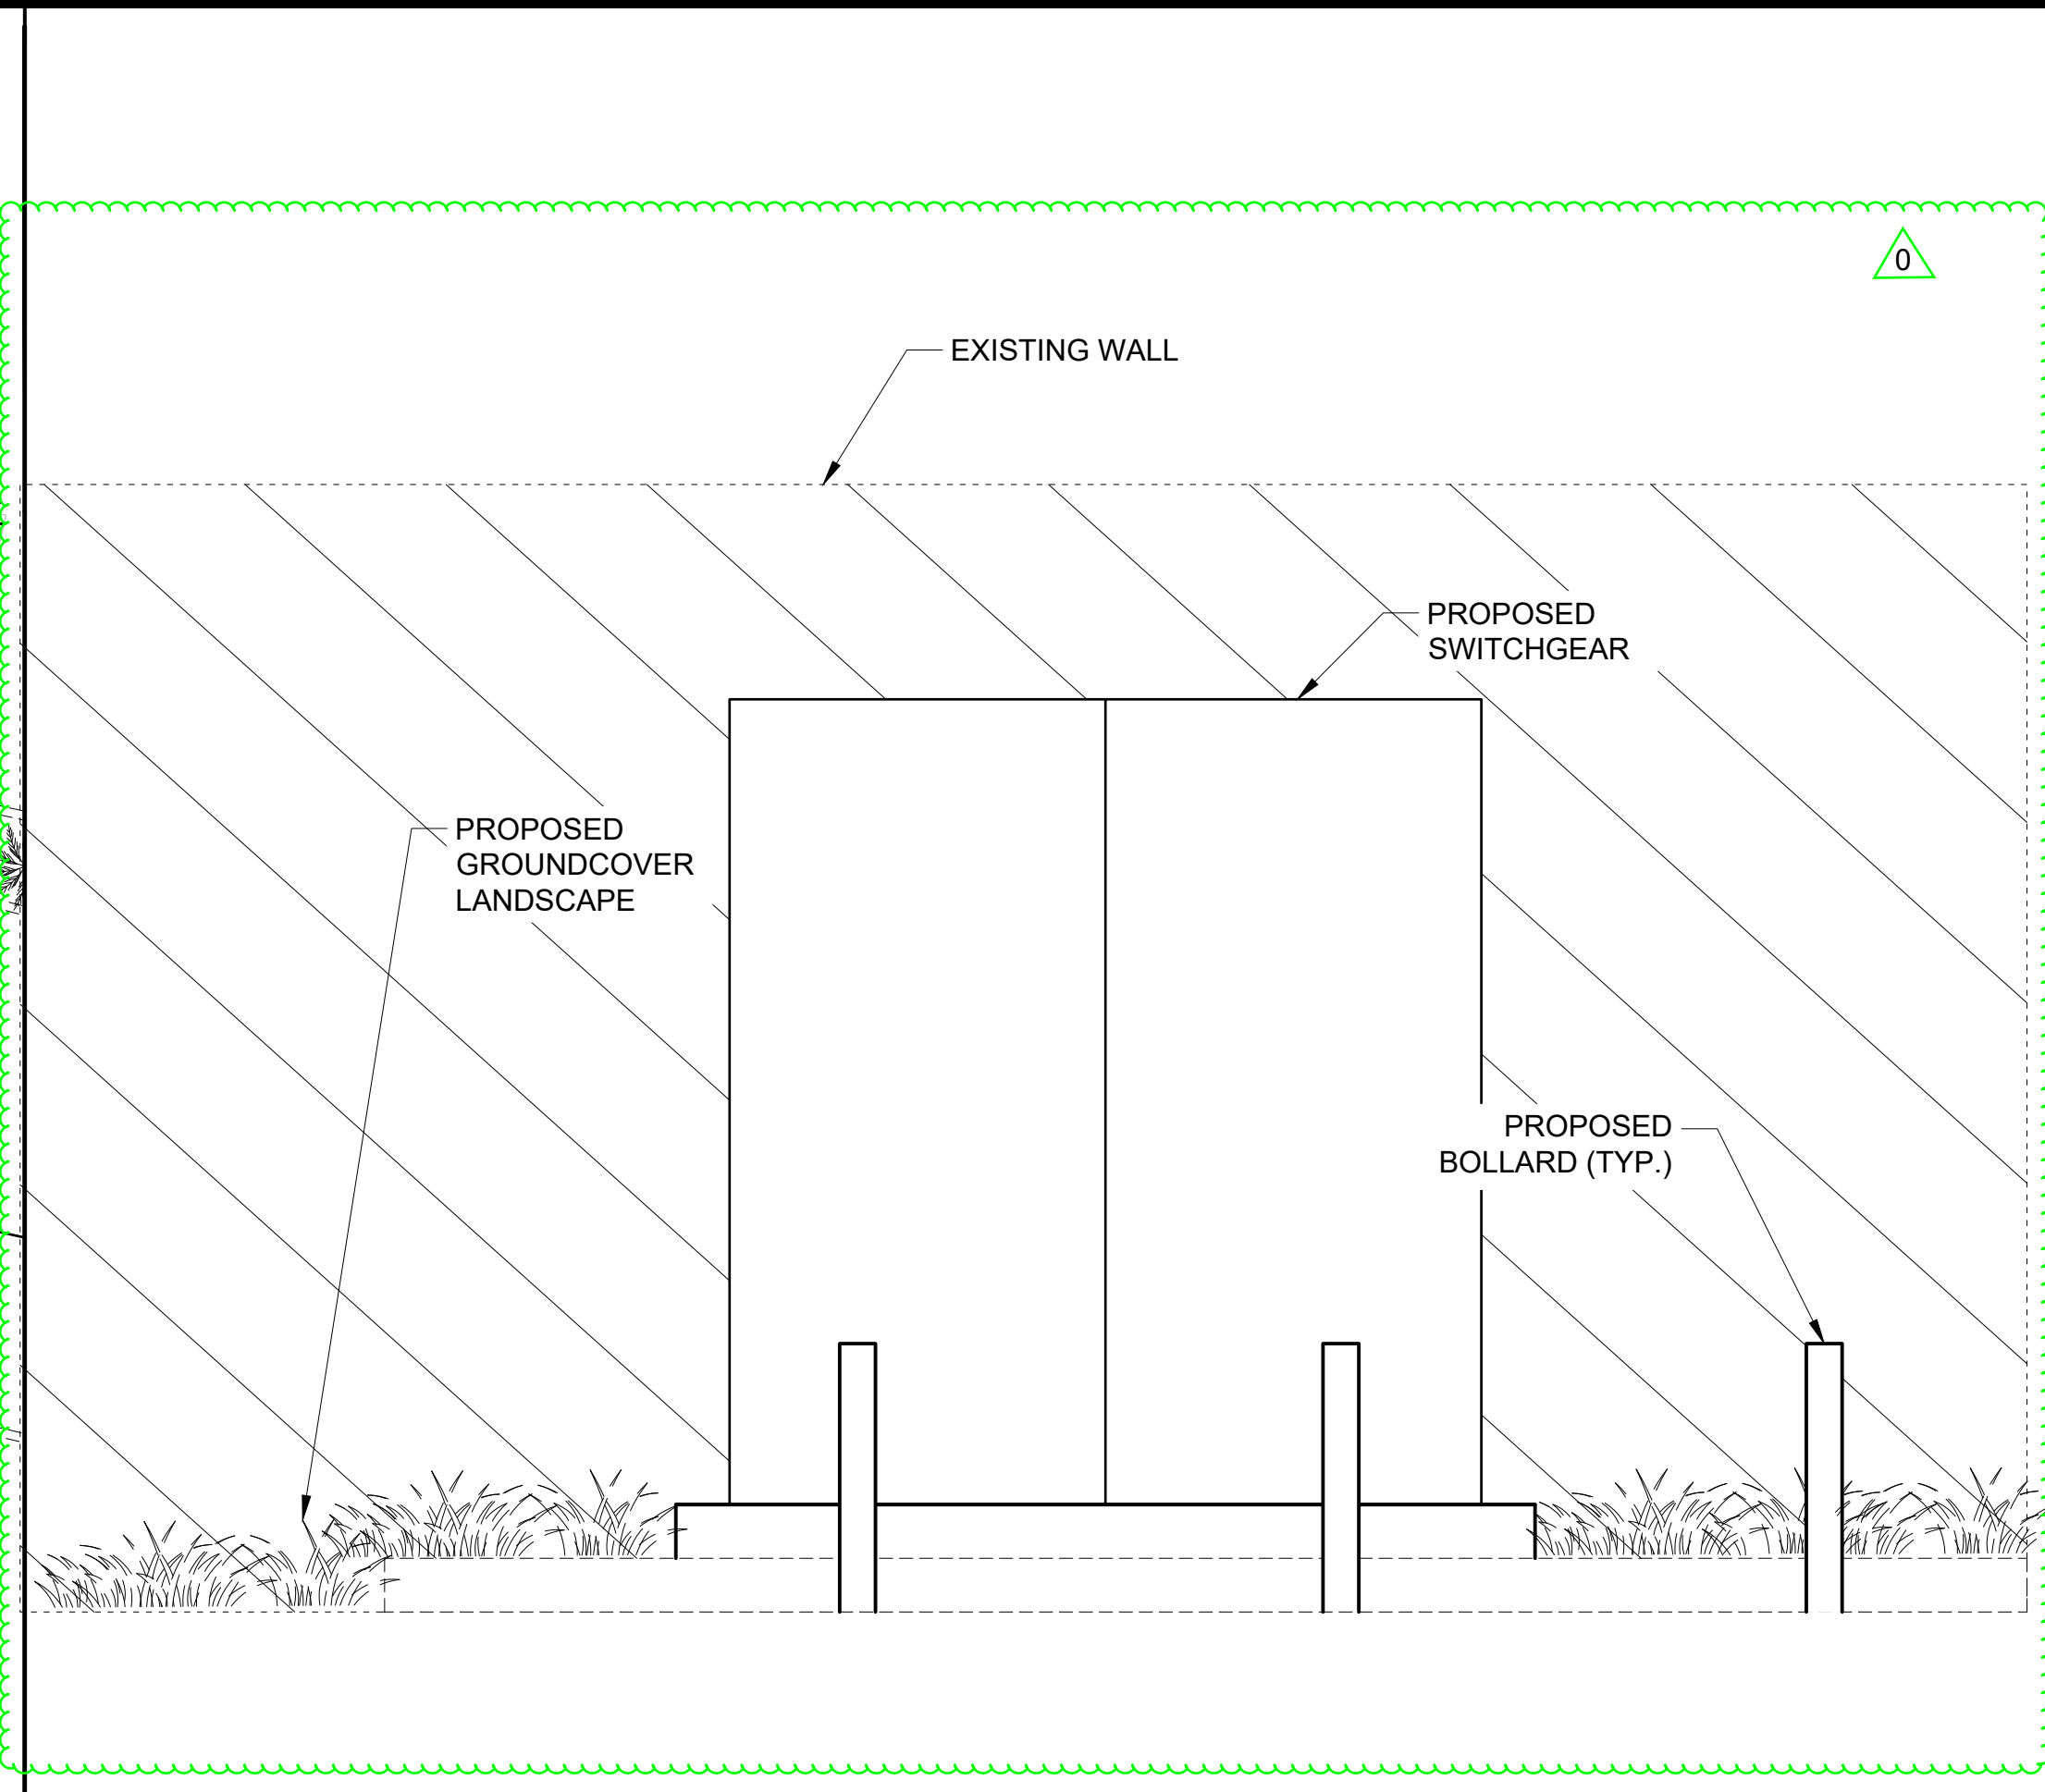 0
EXISTING WALL
PROPOSED
SWITCHGEAR
PROPOSED
GROUNDCOVER
LANDSCAPE
PROPOSED
BOLLARD (TYP.)